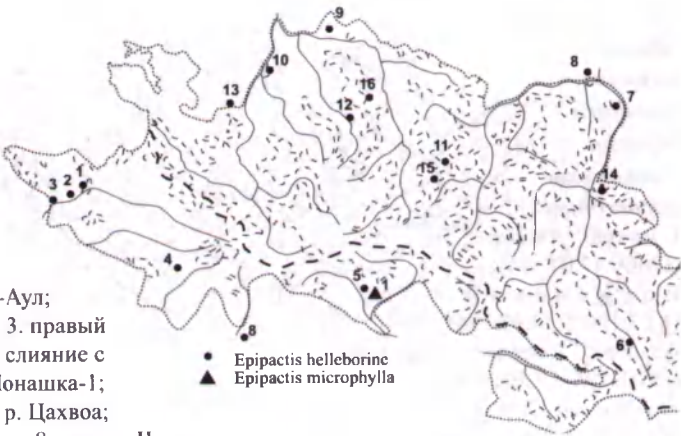 9
8
10
16
13
12
7
11
15
14
1
2
3
4
5
1
8
6
-Аул;
3. правый
слияние с
Монашка-1;
р. Цахвоа;
Epipactis helleborine
Epipactis microphylla